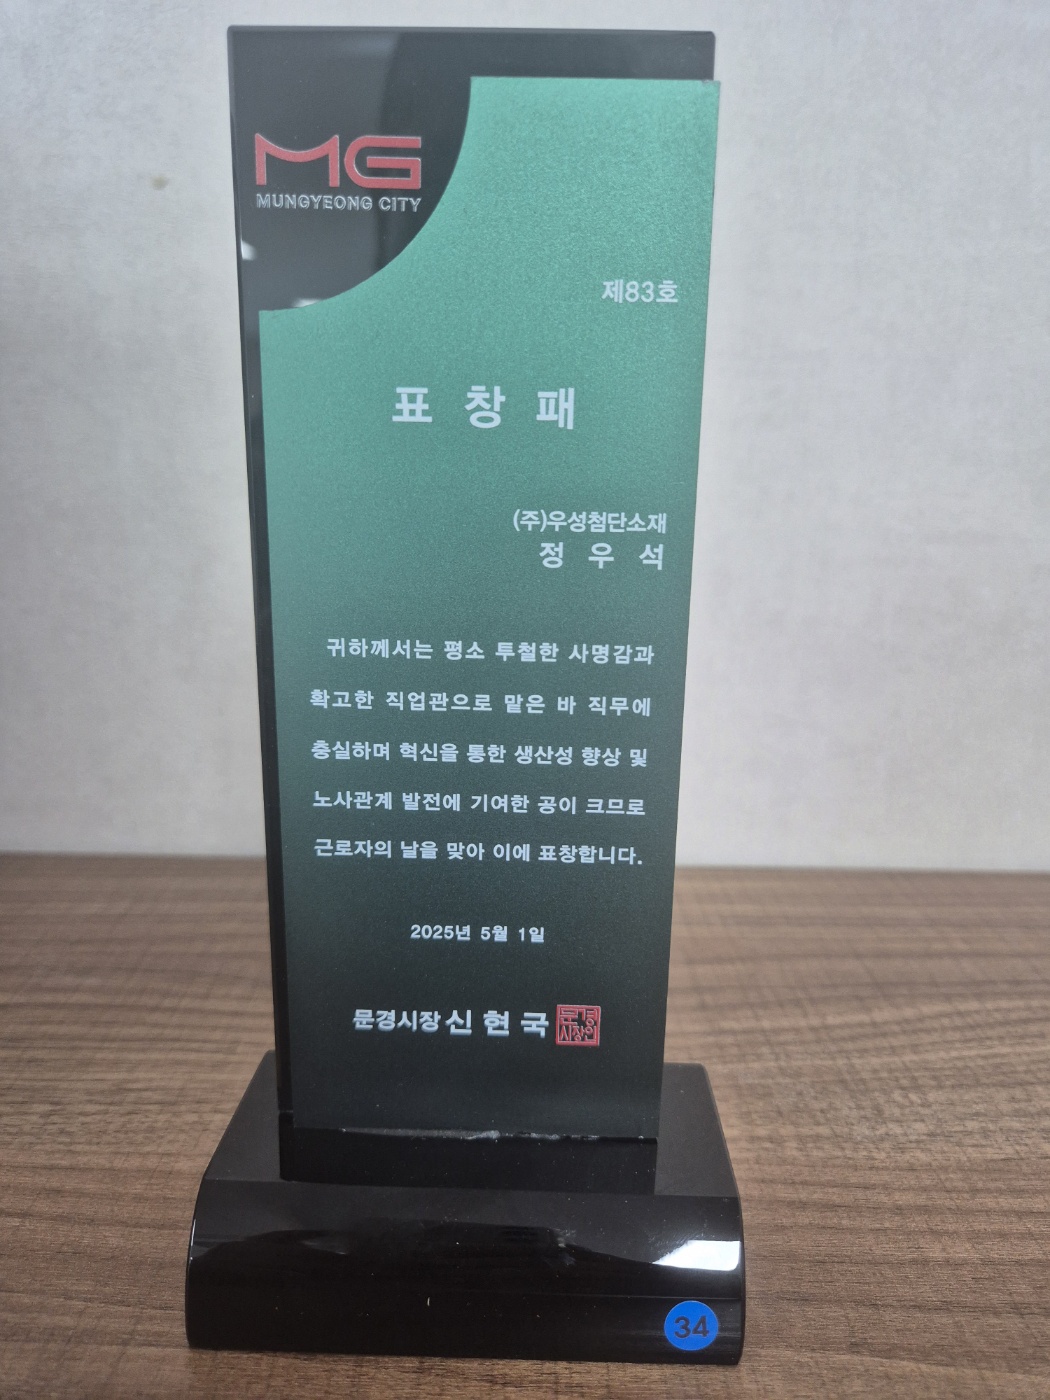 MG
MUNGYEONG CITY
제83호
표 창 패
(주)우성첨단소재
정 우 석
귀하께서는 평소 투철한 사명감과
확고한 직업관으로 맡은 바 직무에
충실하며 혁신을 통한 생산성 향상 및
노사관계 발전에 기여한 공이 크므로
근로자의 날을 맞아 이에 표창합니다.
2025년 5월 1일
문경시장 신 현 국
문경
시장인
34